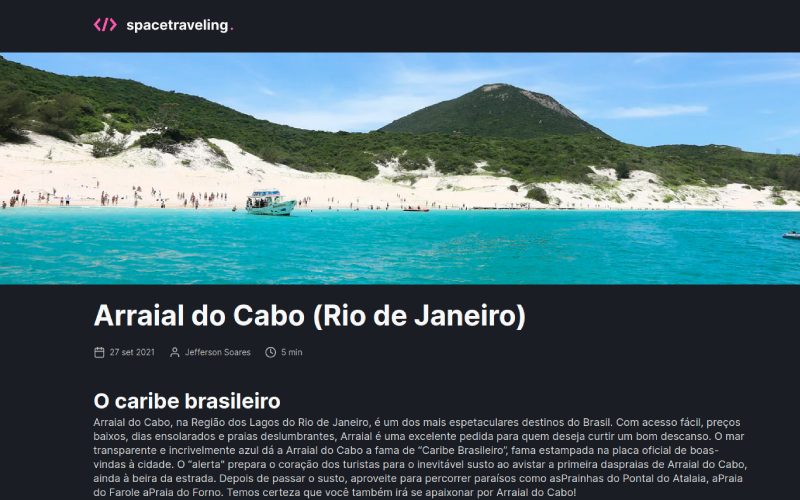 </> spacetraveling.
Arraial do Cabo (Rio de Janeiro)
27 set 2021 Jefferson Soares 5 min
O caribe brasileiro
Arraial do Cabo, na Região dos Lagos do Rio de Janeiro, é um dos mais espetaculares destinos do Brasil. Com acesso fácil, preços
baixos, dias ensolarados e praias deslumbrantes, Arraial é uma excelente pedida para quem deseja curtir um bom descanso. O mar
transparente e incrivelmente azul dá a Arraial do Cabo a fama de “Caribe Brasileiro”, fama estampada na placa oficial de boas-
vindas à cidade. O “alerta” prepara o coração dos turistas para o inevitável susto ao avistar a primeira daspraias de Arraial do Cabo,
ainda à beira da estrada. Depois de passar o susto, aproveite para percorrer paraísos como asPrainhas do Pontal do Atalaia, aPraia
do Farole aPraia do Forno. Temos certeza que você também irá se apaixonar por Arraial do Cabo!